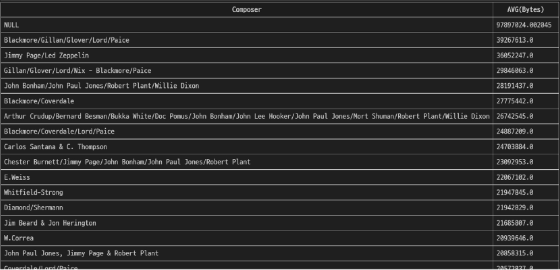 Composer AVG(Bytes)
NULL 97897024.002045
Blackmore/Gillan/Glover/Lord/Paice 39267613.0
Jimmy Page/Led Zeppelin 36052247.0
Gillan/Glover/Lord/Nix - Blackmore/Paice 29846063.0
John Bonham/John Paul Jones/Robert Plant/Willie Dixon 28191437.0
Blackmore/Coverdale 27775442.0
Arthur Crudup/Bernard Besman/Bukka White/Doc Pomus/John Bonham/John Lee Hooker/John Paul Jones/Mort Shuman/Robert Plant/Willie Dixon 26742545.0
Blackmore/Coverdale/Lord/Paice 24887209.0
Carlos Santana & C. Thompson 24703884.0
Chester Burnett/Jimmy Page/John Bonham/John Paul Jones/Robert Plant 23092953.0
E.Weiss 22067102.0
Whitfield-Strong 21947845.0
Diamond/Shermann 21942829.0
Jim Beard & Jon Herington 21685807.0
W.Correa 20939646.0
John Paul Jones, Jimmy Page & Robert Plant 20858315.0
Coverdale/Lord/Paice